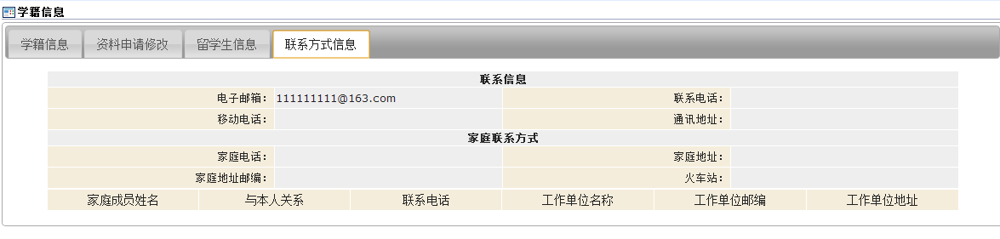 学籍信息
学籍信息 资料申请修改 留学生信息 联系方式信息
联系信息
电子邮箱： 111111111@163.com 联系电话：
移动电话： 通讯地址：
家庭联系方式
家庭电话： 家庭地址：
家庭地址邮编： 火车站：
家庭成员姓名 与本人关系 联系电话 工作单位名称 工作单位邮编 工作单位地址